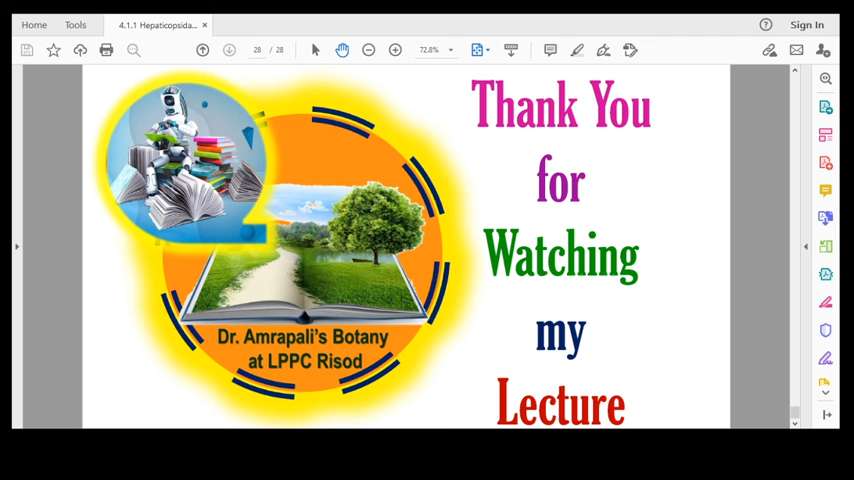 Home
Tools
4.1.1 Hepaticopsida...
×
Sign In
28 / 28
72.8%
Thank You
for
Watching
my
Lecture
Dr. Amrapali's Botany
at LPPC Risod